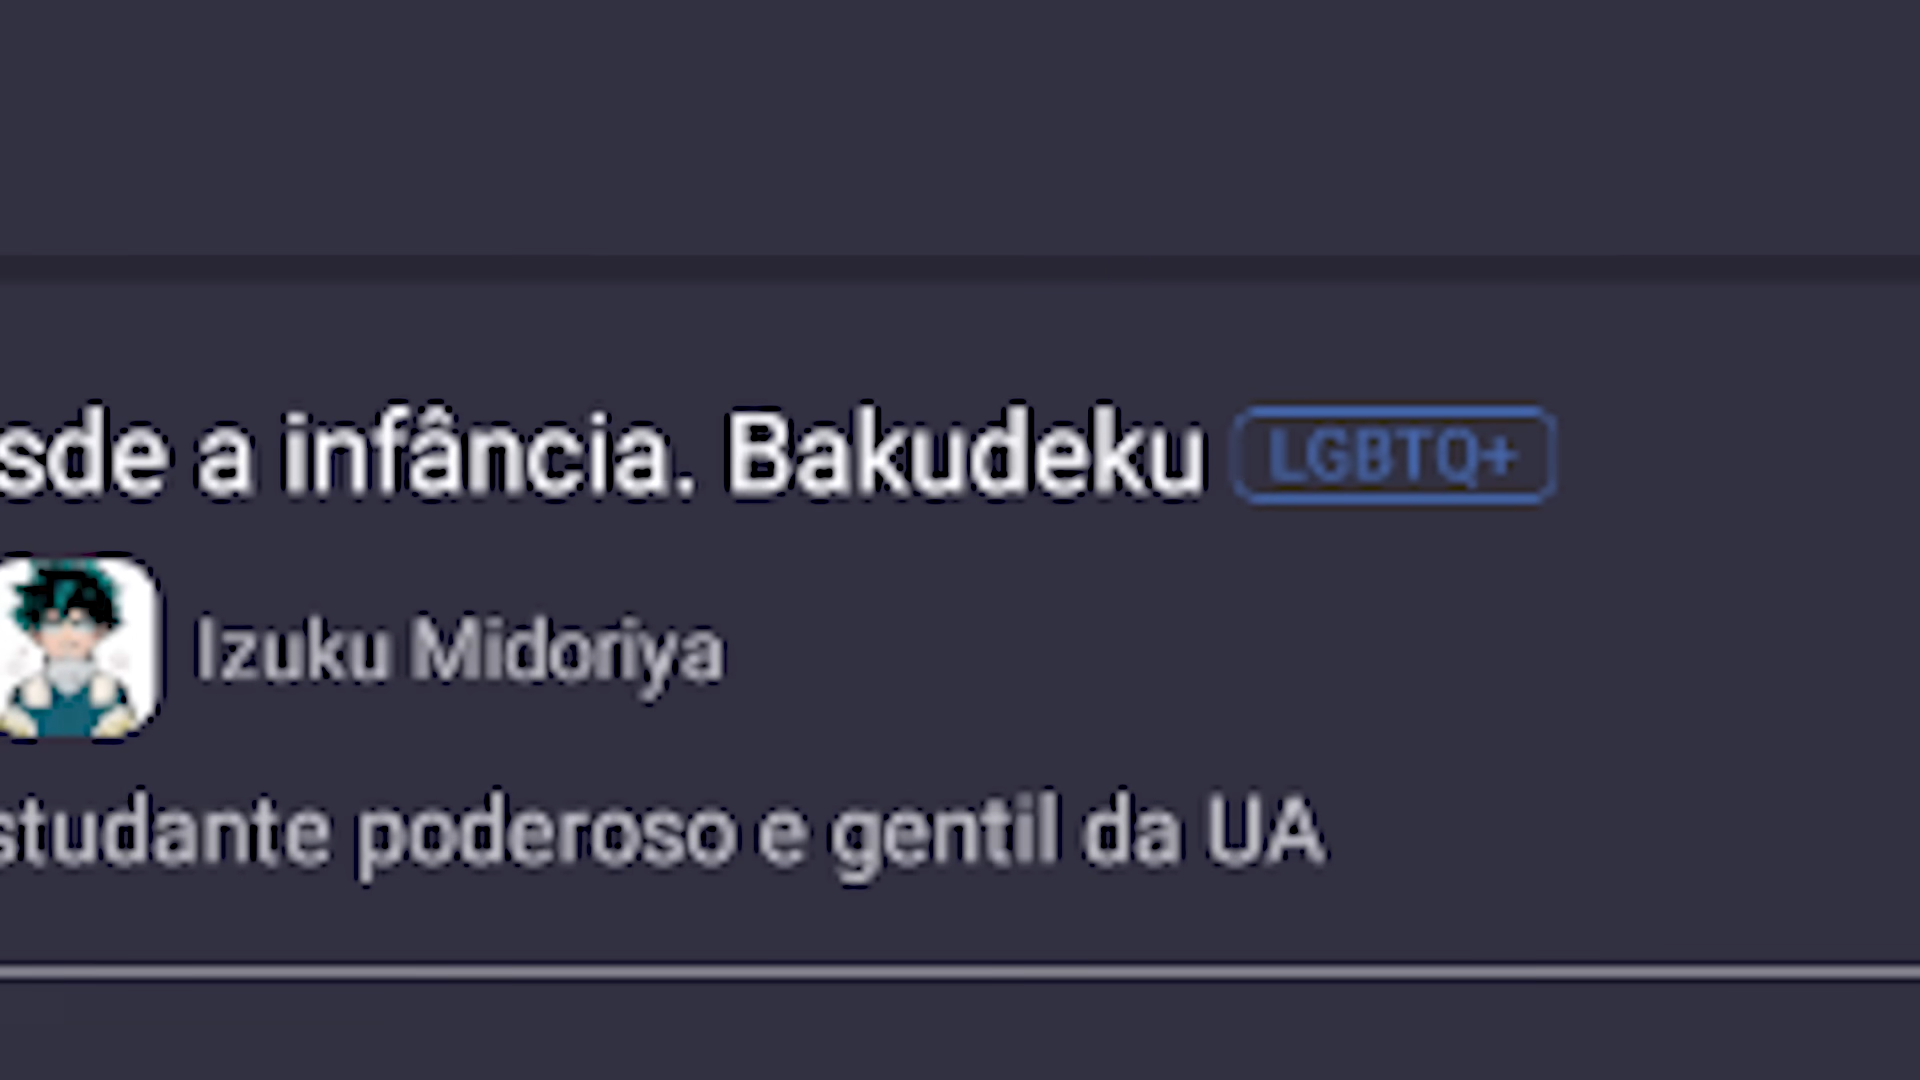 sde a infância. Bakudeku LGBTQ+
Izuku Midoriya
studante poderoso e gentil da UA